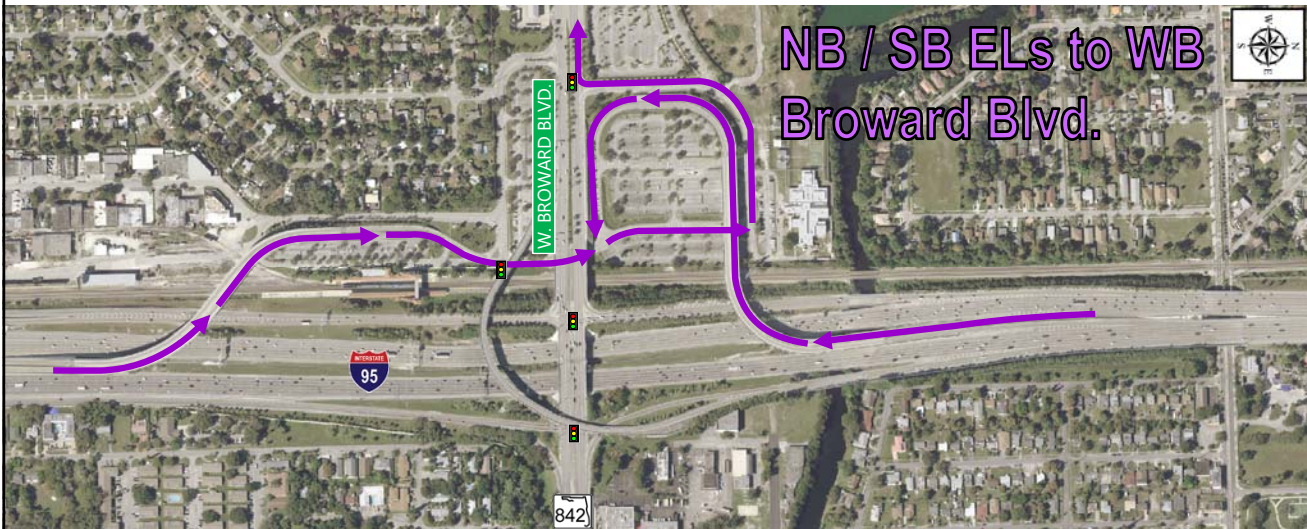 NB / SB ELs to WB
Broward Blvd.
W
S
N
E
W. BROWARD BLVD.
INTERSTATE
95
842